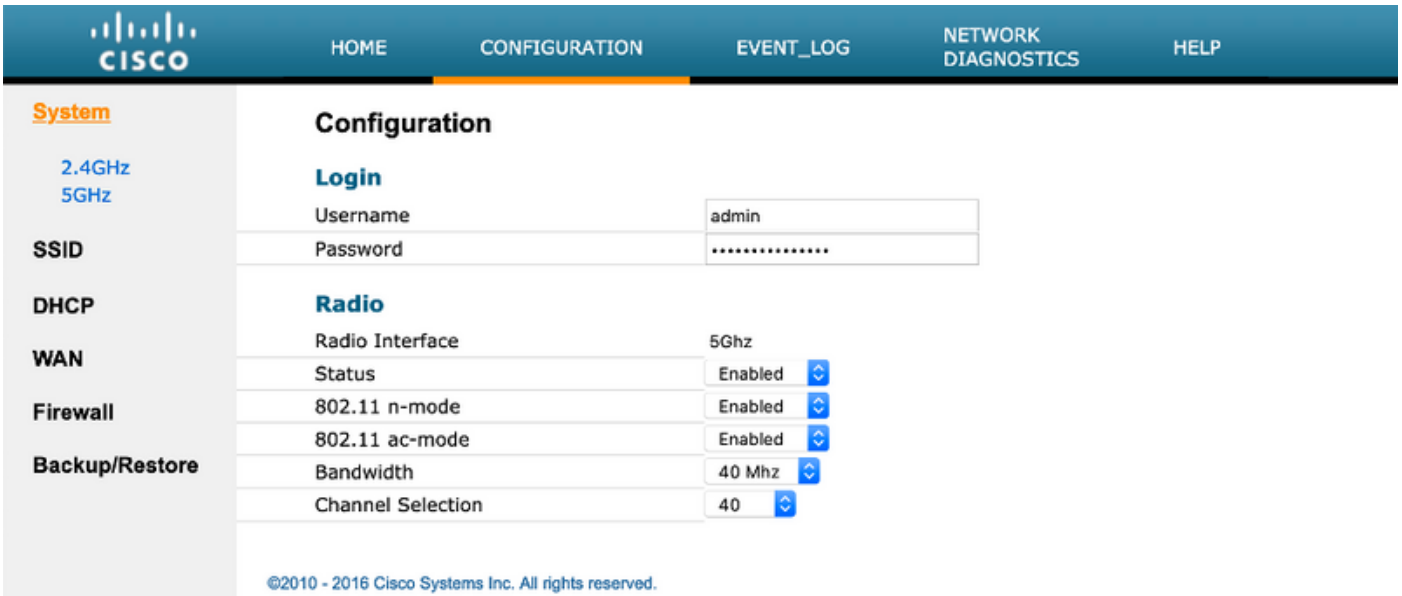 CISCO
HOME
CONFIGURATION
EVENT_LOG
NETWORK
DIAGNOSTICS
HELP
System
2.4GHz
5GHz
SSID
DHCP
WAN
Firewall
Backup/Restore
Configuration
Login
Username admin
Password ···············
Radio
Radio Interface 5Ghz
Status Enabled
802.11 n-mode Enabled
802.11 ac-mode Enabled
Bandwidth 40 Mhz
Channel Selection 40
©2010 - 2016 Cisco Systems Inc. All rights reserved.